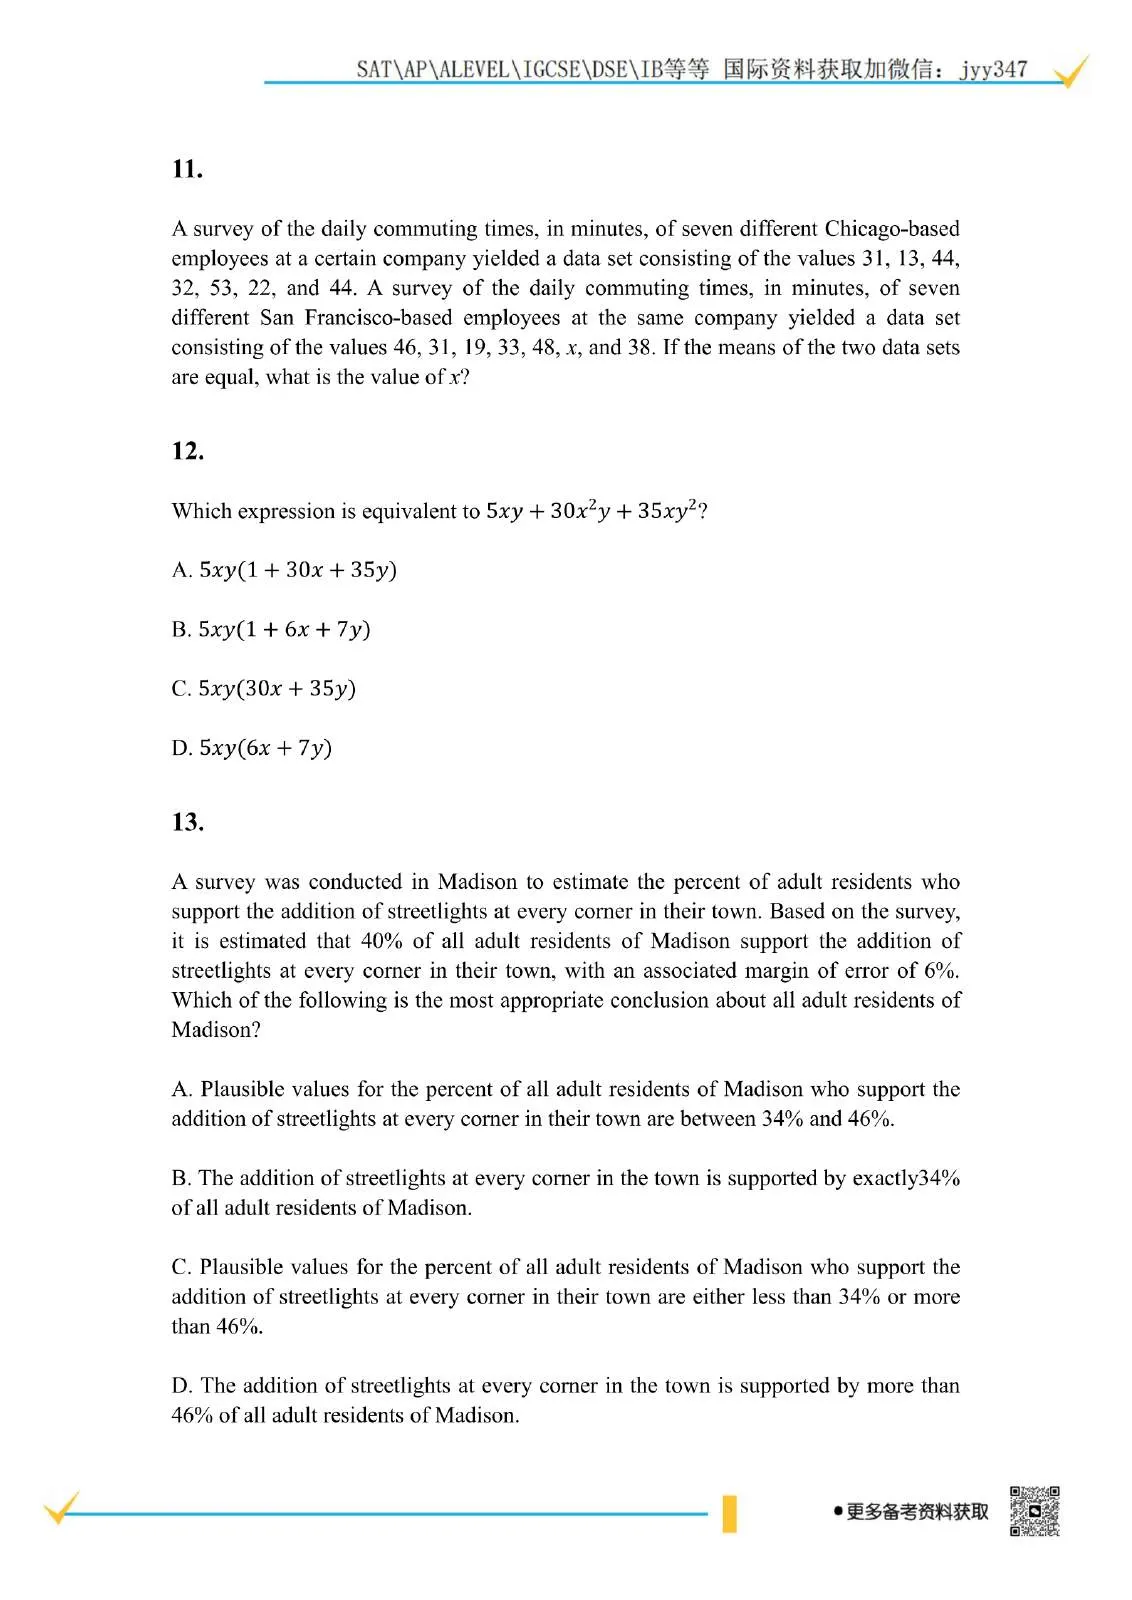 SAT\AP\ALEVEL\IGCSE\DSE\IB等等 国际资料获取加微信：jyy347
11.
A survey of the daily commuting times, in minutes, of seven different Chicago-based
employees at a certain company yielded a data set consisting of the values 31, 13, 44,
32, 53, 22, and 44. A survey of the daily commuting times, in minutes, of seven
different San Francisco-based employees at the same company yielded a data set
consisting of the values 46, 31, 19, 33, 48, x, and 38. If the means of the two data sets
are equal, what is the value of x?
12.
Which expression is equivalent to 5xy + 30x²y + 35xy²?
A. 5xy(1 + 30x + 35y)
B. 5xy(1 + 6x + 7y)
C. 5xy(30x + 35y)
D. 5xy(6x + 7y)
13.
A survey was conducted in Madison to estimate the percent of adult residents who
support the addition of streetlights at every corner in their town. Based on the survey,
it is estimated that 40% of all adult residents of Madison support the addition of
streetlights at every corner in their town, with an associated margin of error of 6%.
Which of the following is the most appropriate conclusion about all adult residents of
Madison?
A. Plausible values for the percent of all adult residents of Madison who support the
addition of streetlights at every corner in their town are between 34% and 46%.
B. The addition of streetlights at every corner in the town is supported by exactly34%
of all adult residents of Madison.
C. Plausible values for the percent of all adult residents of Madison who support the
addition of streetlights at every corner in their town are either less than 34% or more
than 46%.
D. The addition of streetlights at every corner in the town is supported by more than
46% of all adult residents of Madison.
●更多备考资料获取